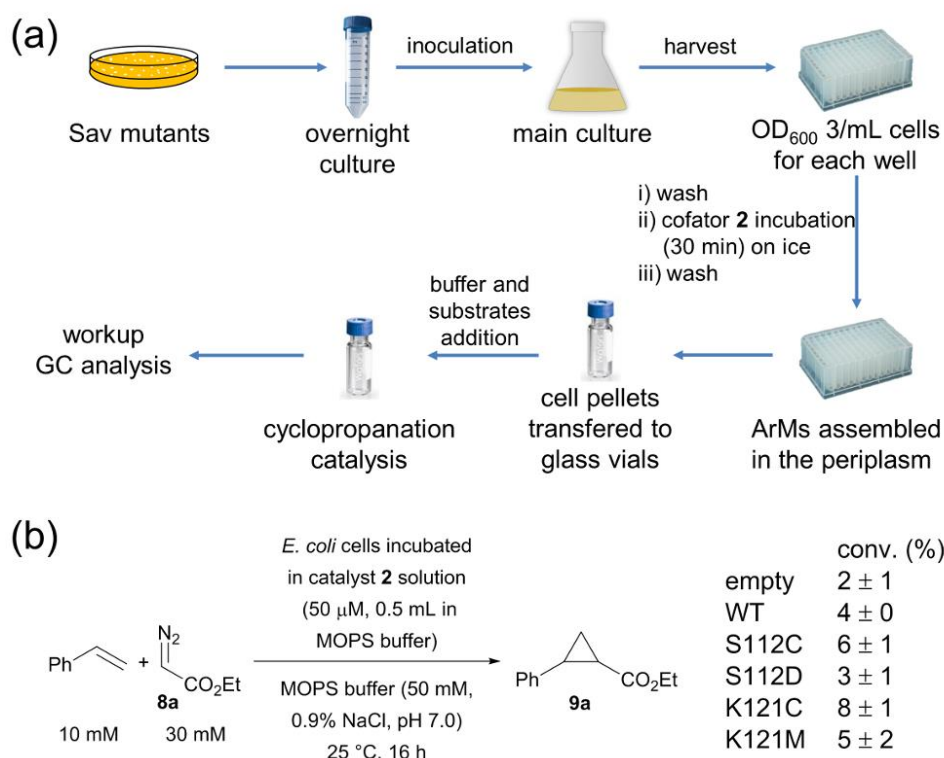 (a)
inoculation
harvest
Sav mutants
overnight
culture
main culture
OD₆₀₀ 3/mL cells
for each well
i) wash
ii) cofator 2 incubation
(30 min) on ice
iii) wash
workup
GC analysis
buffer and
substrates
addition
cyclopropanation
catalysis
cell pellets
transfered to
glass vials
ArMs assembled
in the periplasm
(b)
Ph
10 mM
+
N₂
8a
CO₂Et
30 mM
E. coli cells incubated
in catalyst 2 solution
(50 μM, 0.5 mL in
MOPS buffer)
MOPS buffer (50 mM,
0.9% NaCl, pH 7.0)
25 °C, 16 h
Ph
CO₂Et
9a
conv. (%)
empty 2 ± 1
WT 4 ± 0
S112C 6 ± 1
S112D 3 ± 1
K121C 8 ± 1
K121M 5 ± 2